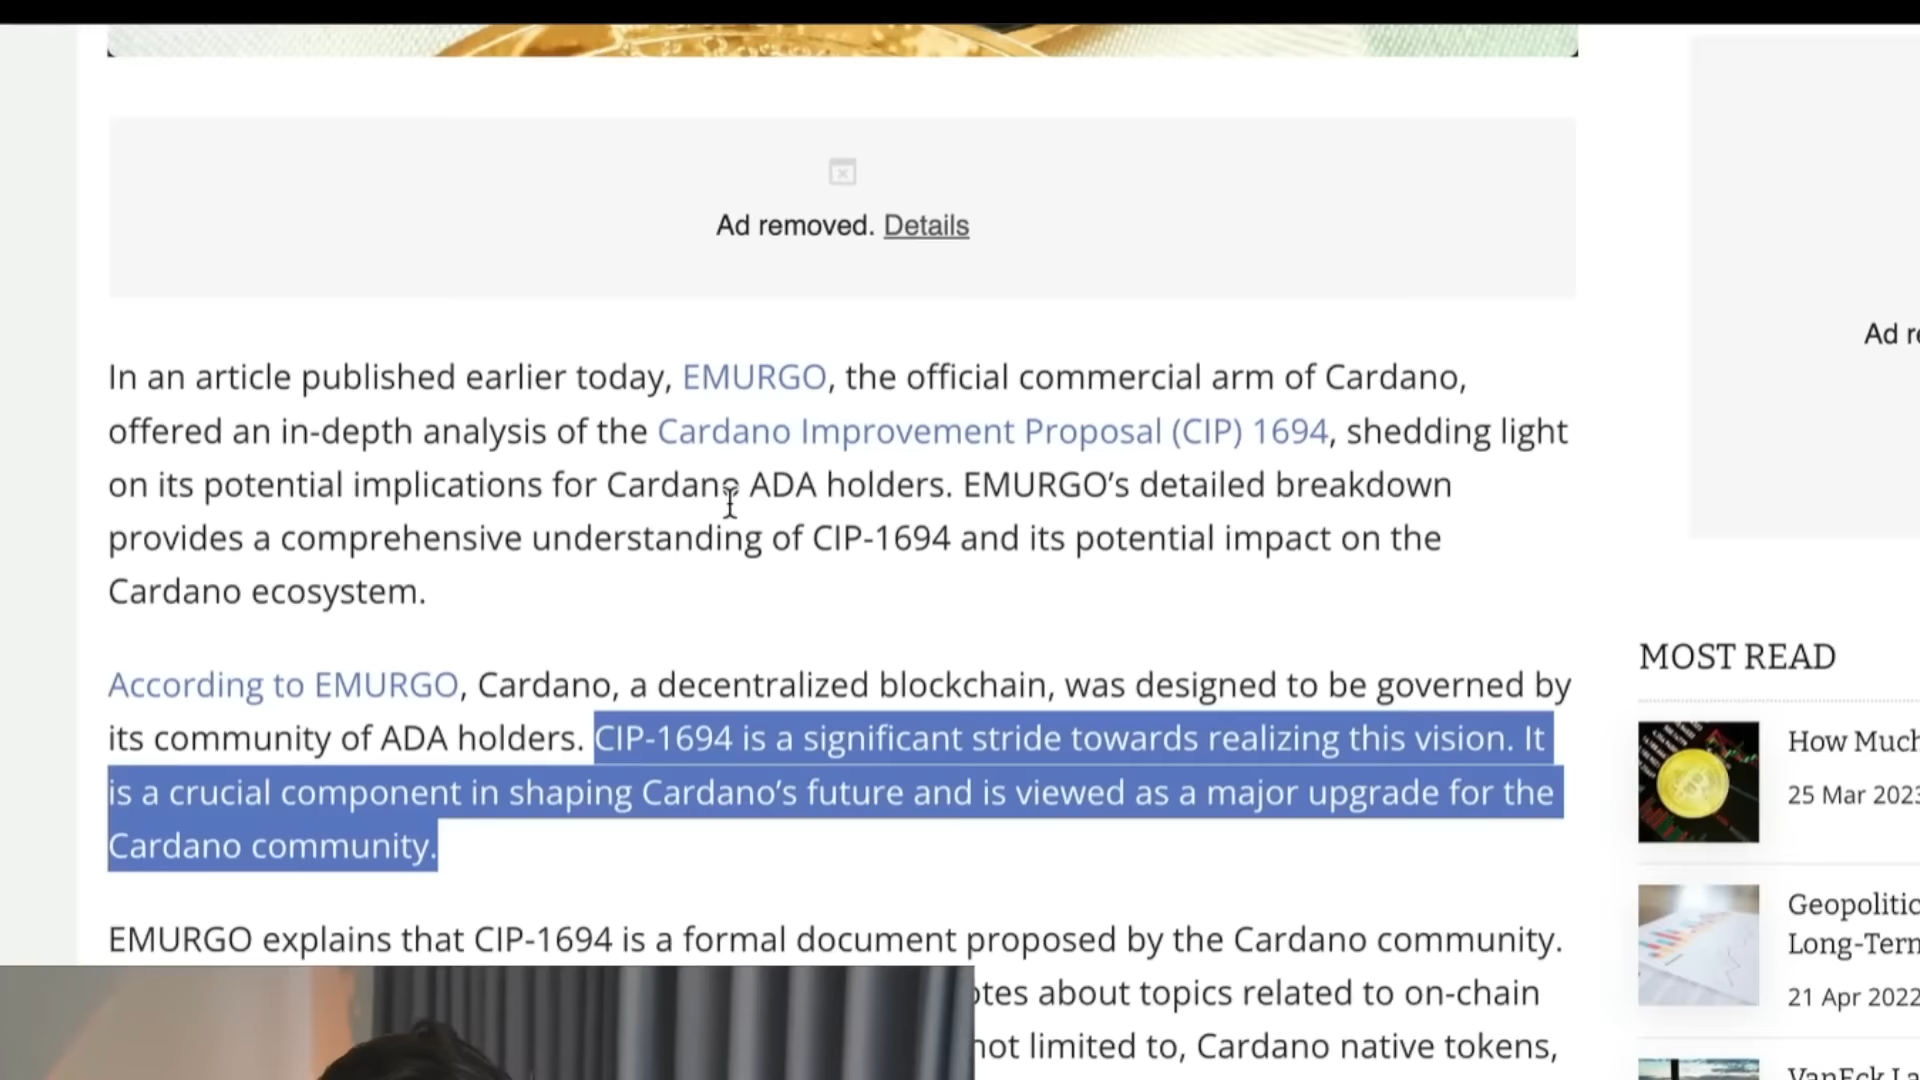 Ad removed. Details
In an article published earlier today, EMURGO, the official commercial arm of Cardano,
offered an in-depth analysis of the Cardano Improvement Proposal (CIP) 1694, shedding light
on its potential implications for Cardano ADA holders. EMURGO’s detailed breakdown
provides a comprehensive understanding of CIP-1694 and its potential impact on the
Cardano ecosystem.
According to EMURGO, Cardano, a decentralized blockchain, was designed to be governed by
its community of ADA holders. CIP-1694 is a significant stride towards realizing this vision. It
is a crucial component in shaping Cardano’s future and is viewed as a major upgrade for the
Cardano community.
EMURGO explains that CIP-1694 is a formal document proposed by the Cardano community.
about topics related to on-chain
not limited to, Cardano native tokens,
Ad
MOST READ
How Much
25 Mar 2023
Long-Term
21 Apr 2022
VanEck